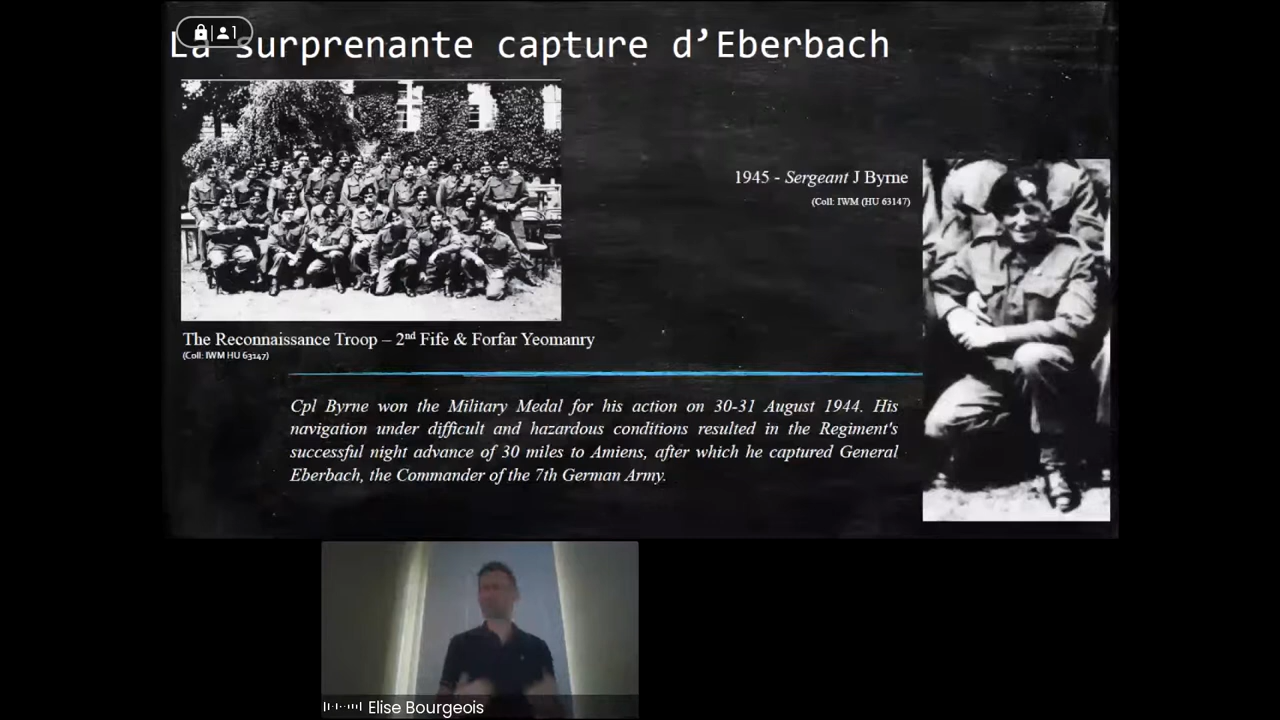 La surprenante capture d’Eberbach
1
1945 - Sergeant J Byrne
(Coll: IWM (HU 63147)
The Reconnaissance Troop – 2nd Fife & Forfar Yeomanry
(Coll: IWM HU 63147)
Cpl Byrne won the Military Medal for his action on 30-31 August 1944. His
navigation under difficult and hazardous conditions resulted in the Regiment's
successful night advance of 30 miles to Amiens, after which he captured General
Eberbach, the Commander of the 7th German Army.
Elise Bourgeois